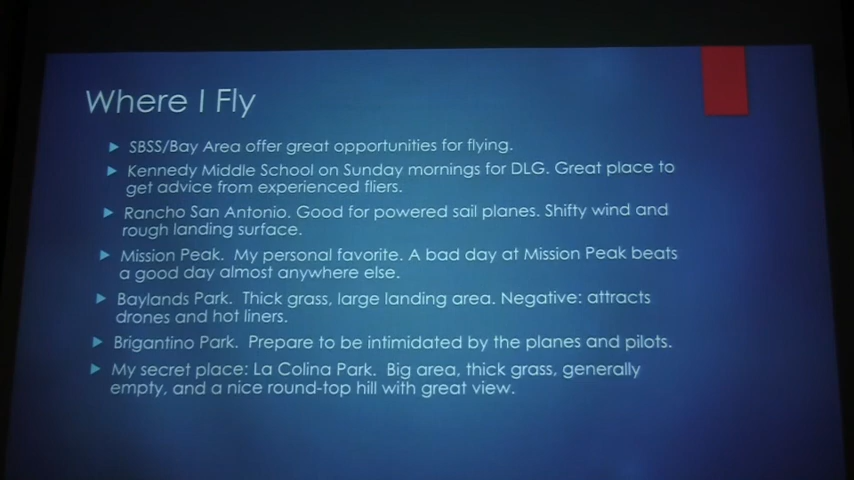 Where I Fly
SBSS/Bay Area offer great opportunities for flying.
Kennedy Middle School on Sunday mornings for DLG. Great place to
get advice from experienced fliers.
Rancho San Antonio. Good for powered sail planes. Shifty wind and
rough landing surface.
Mission Peak. My personal favorite. A bad day at Mission Peak beats
a good day almost anywhere else.
Baylands Park. Thick grass, large landing area. Negative: attracts
drones and hot liners.
Brigantino Park. Prepare to be intimidated by the planes and pilots.
My secret place: La Colina Park. Big area, thick grass, generally
empty, and a nice round-top hill with great view.